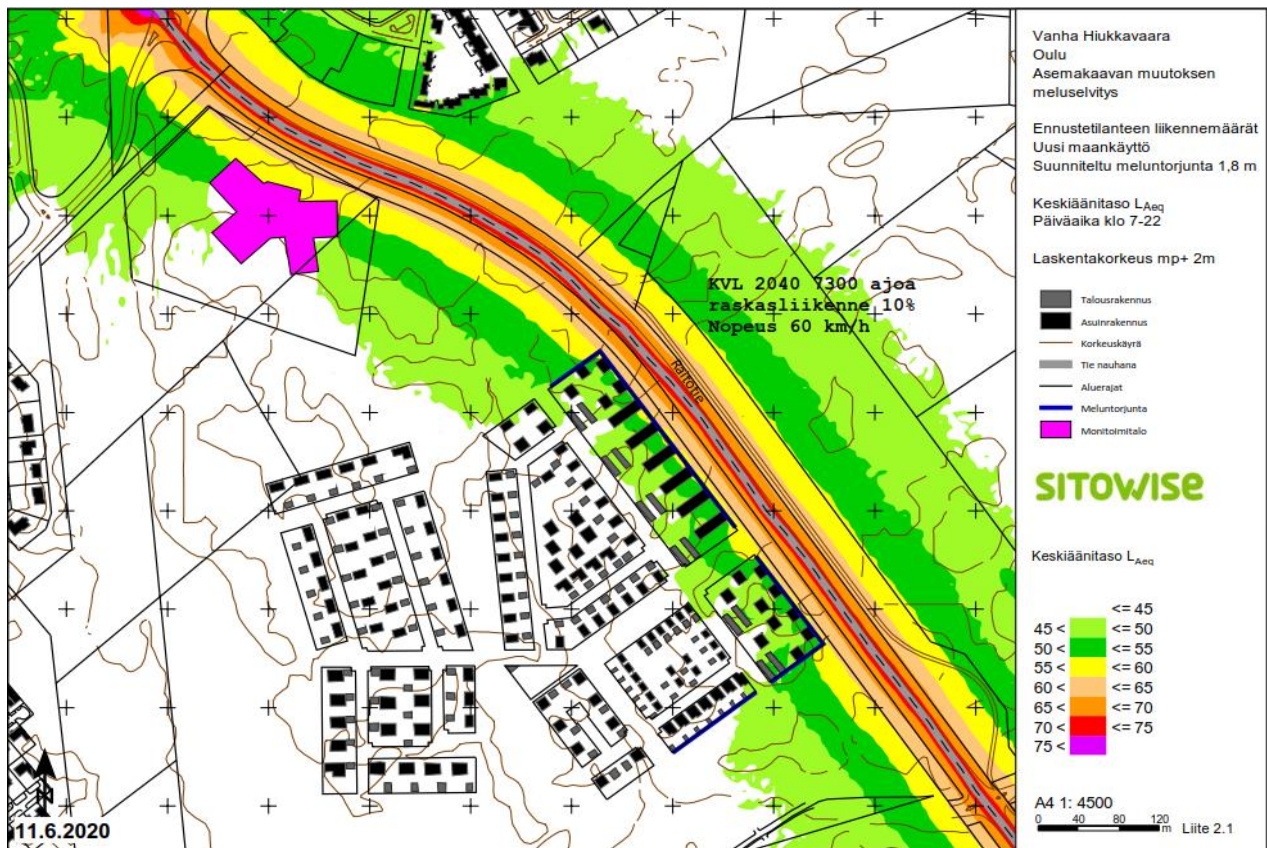 Vanha Hiukkavaara
Oulu
Asemakaavan muutoksen
meluselvitys
Ennustetilanteen liikennemäärät
Uusi maankäyttö
Suunniteltu meluntorjunta 1,8 m
Keskiäänitaso LAeq
Päiväaika klo 7-22
Laskentakorkeus mp+ 2m
Talousrakennus
Asuinrakennus
Korkeuskäyrä
Tie nauhana
Aluerajat
Meluntorjunta
Monitoimitalo
SITOWISE
Keskiäänitaso LAeq
<= 45
45 < <= 50
50 < <= 55
55 < <= 60
60 < <= 65
65 < <= 70
70 < <= 75
75 <
A4 1: 4500
0 40 80 120
m Liite 2.1
KVL 2040 7300 ajoa
raskasliikenne 10%
Nopeus 60 km/h
Raitotie
11.6.2020